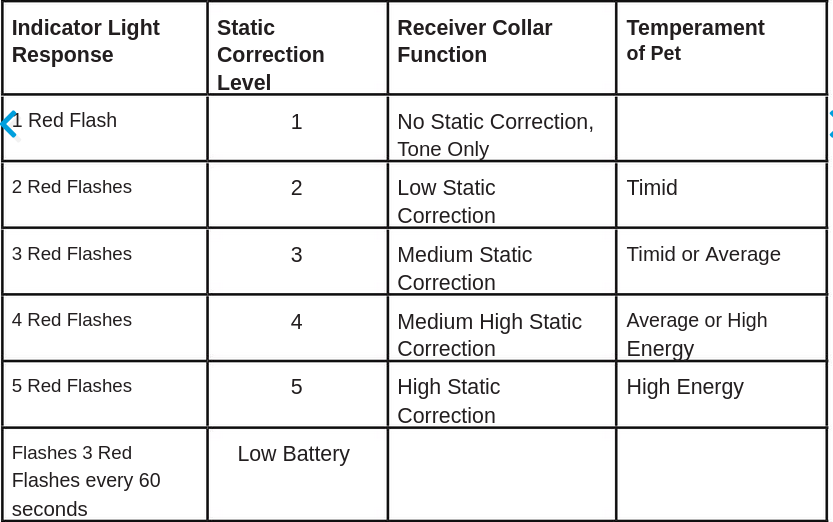 Indicator Light
Response
Static
Correction
Level
Receiver Collar
Function
Temperament
of Pet
1 Red Flash
1
No Static Correction,
Tone Only
2 Red Flashes
2
Low Static
Correction
Timid
3 Red Flashes
3
Medium Static
Correction
Timid or Average
4 Red Flashes
4
Medium High Static
Correction
Average or High
Energy
5 Red Flashes
5
High Static
Correction
High Energy
Flashes 3 Red
Flashes every 60
seconds
Low Battery